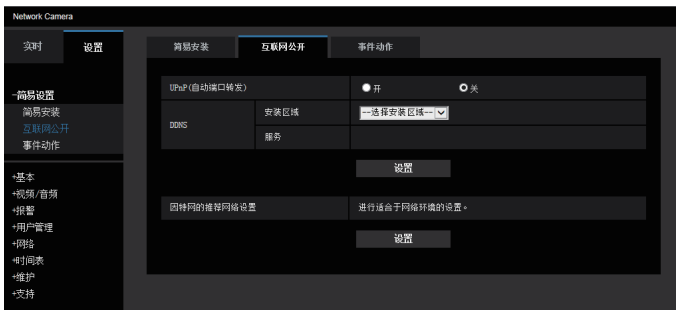 Network Camera
实时
设置
简易安装
互联网公开
事件动作
-简易设置
简易安装
互联网公开
事件动作
+基本
+视频/音频
+报警
+用户管理
+网络
+时间表
+维护
+支持
UPnP(自动端口转发)
开
关
DDNS
安装区域
--选择安装区域--
服务
设置
因特网的推荐网络设置
进行适合于网络环境的设置。
设置